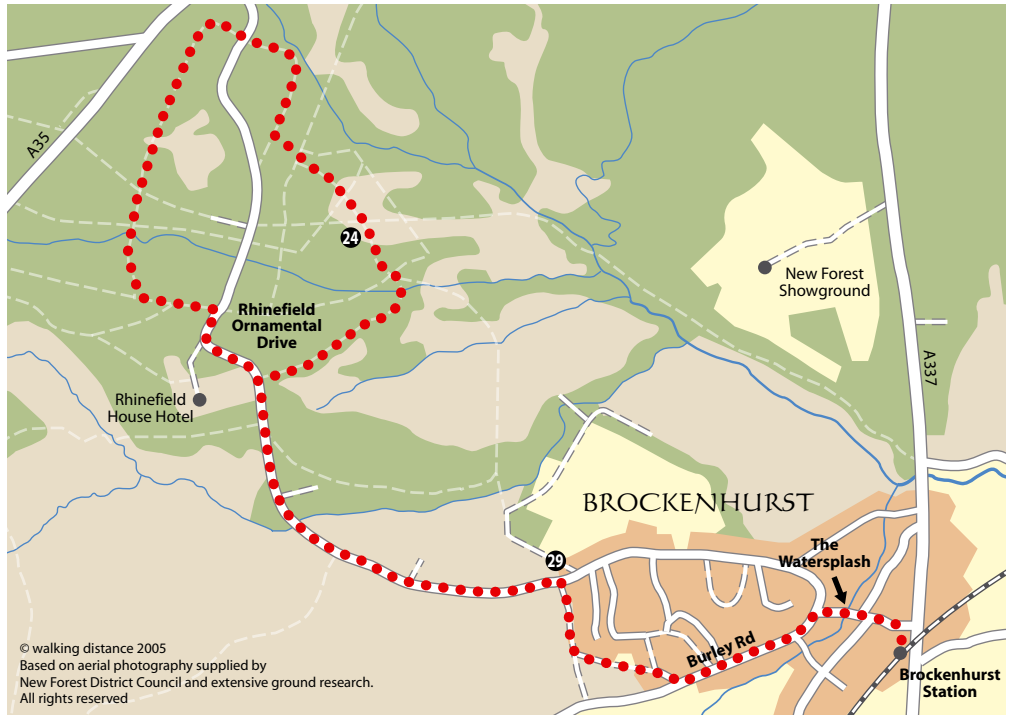 A35
24
New Forest
Showground
Rhinefield
Ornamental
Drive
A337
Rhinefield
House Hotel
BROCKENHURST
The
Watersplash
29
Burley Rd
© walking distance 2005
Based on aerial photography supplied by
New Forest District Council and extensive ground research.
All rights reserved
Brockenhurst
Station